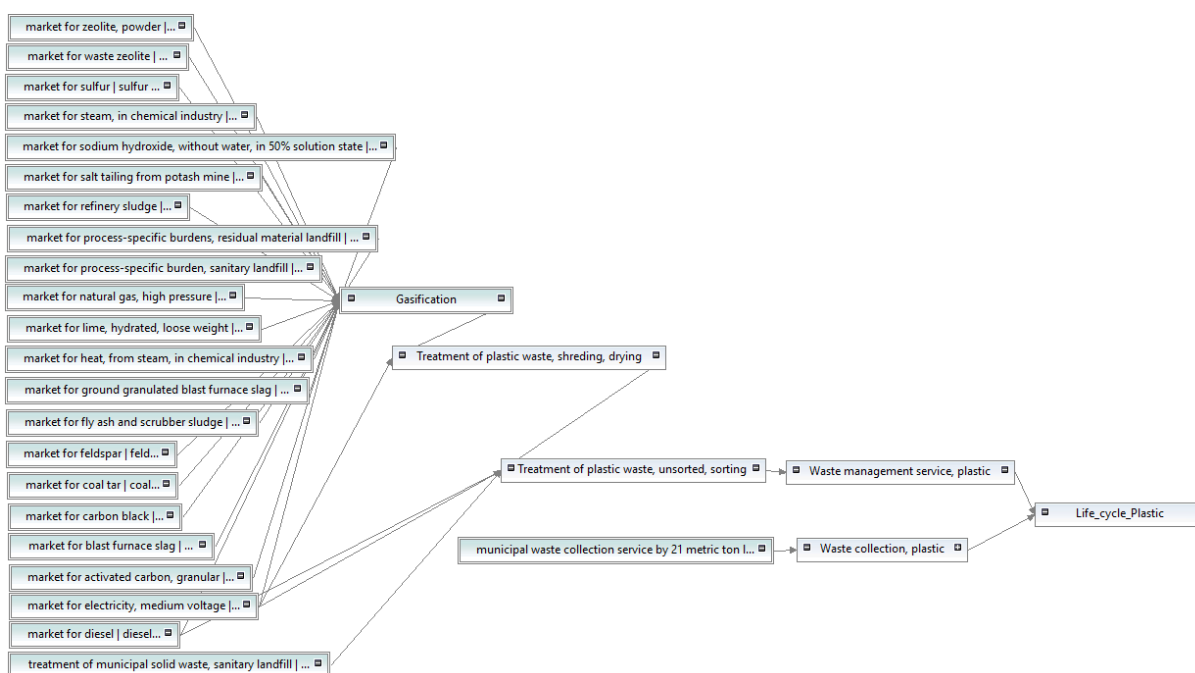 market for zeolite, powder |...
market for waste zeolite | ...
market for sulfur | sulfur ...
market for steam, in chemical industry |...
market for sodium hydroxide, without water, in 50% solution state |...
market for salt tailing from potash mine |...
market for refinery sludge |...
market for process-specific burdens, residual material landfill | ...
market for process-specific burden, sanitary landfill |...
market for natural gas, high pressure |...
Gasification
market for lime, hydrated, loose weight |...
market for heat, from steam, in chemical industry |...
Treatment of plastic waste, shreding, drying
market for ground granulated blast furnace slag | ...
market for fly ash and scrubber sludge | ...
market for feldspar | feld...
Treatment of plastic waste, unsorted, sorting
Waste management service, plastic
market for coal tar | coal...
market for carbon black |...
Life_cycle_Plastic
market for blast furnace slag | ...
municipal waste collection service by 21 metric ton l...
Waste collection, plastic
market for activated carbon, granular |...
market for electricity, medium voltage |...
market for diesel | diesel...
treatment of municipal solid waste, sanitary landfill | ...